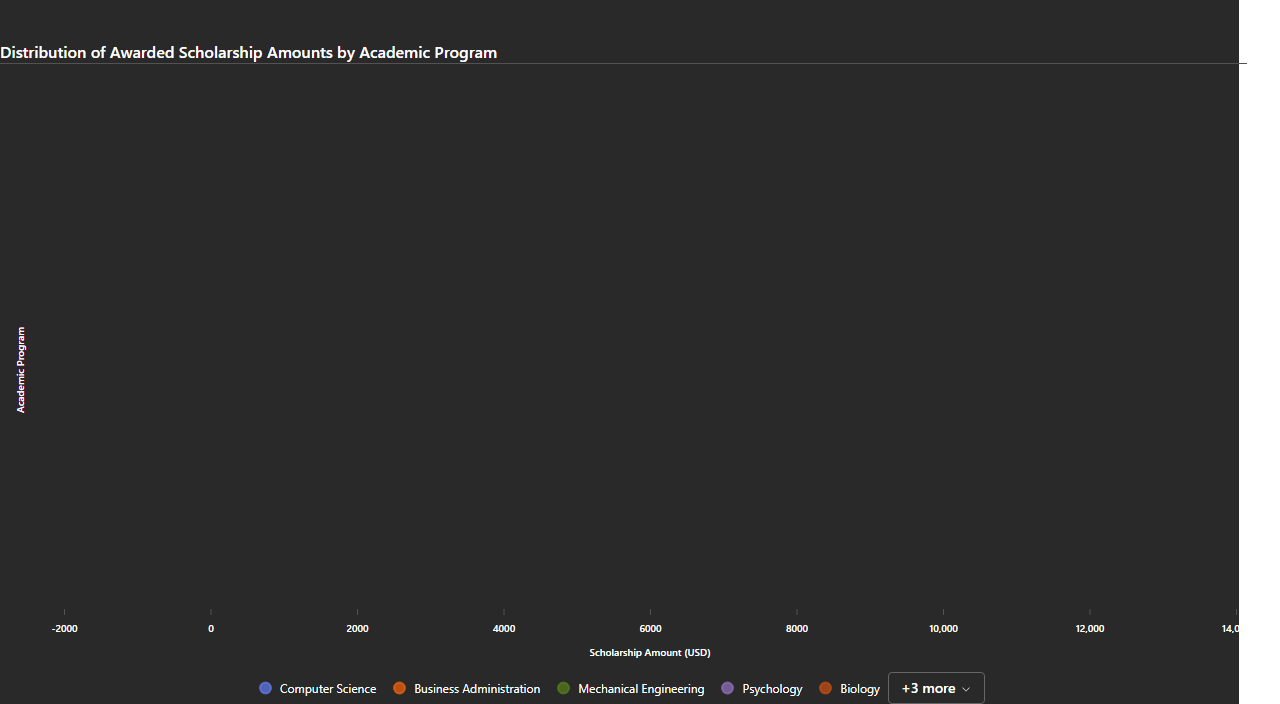 Distribution of Awarded Scholarship Amounts by Academic Program
Academic Program
-2000 0 2000 4000 6000 8000 10,000 12,000 14,0
Scholarship Amount (USD)
Computer Science Business Administration Mechanical Engineering Psychology Biology +3 more